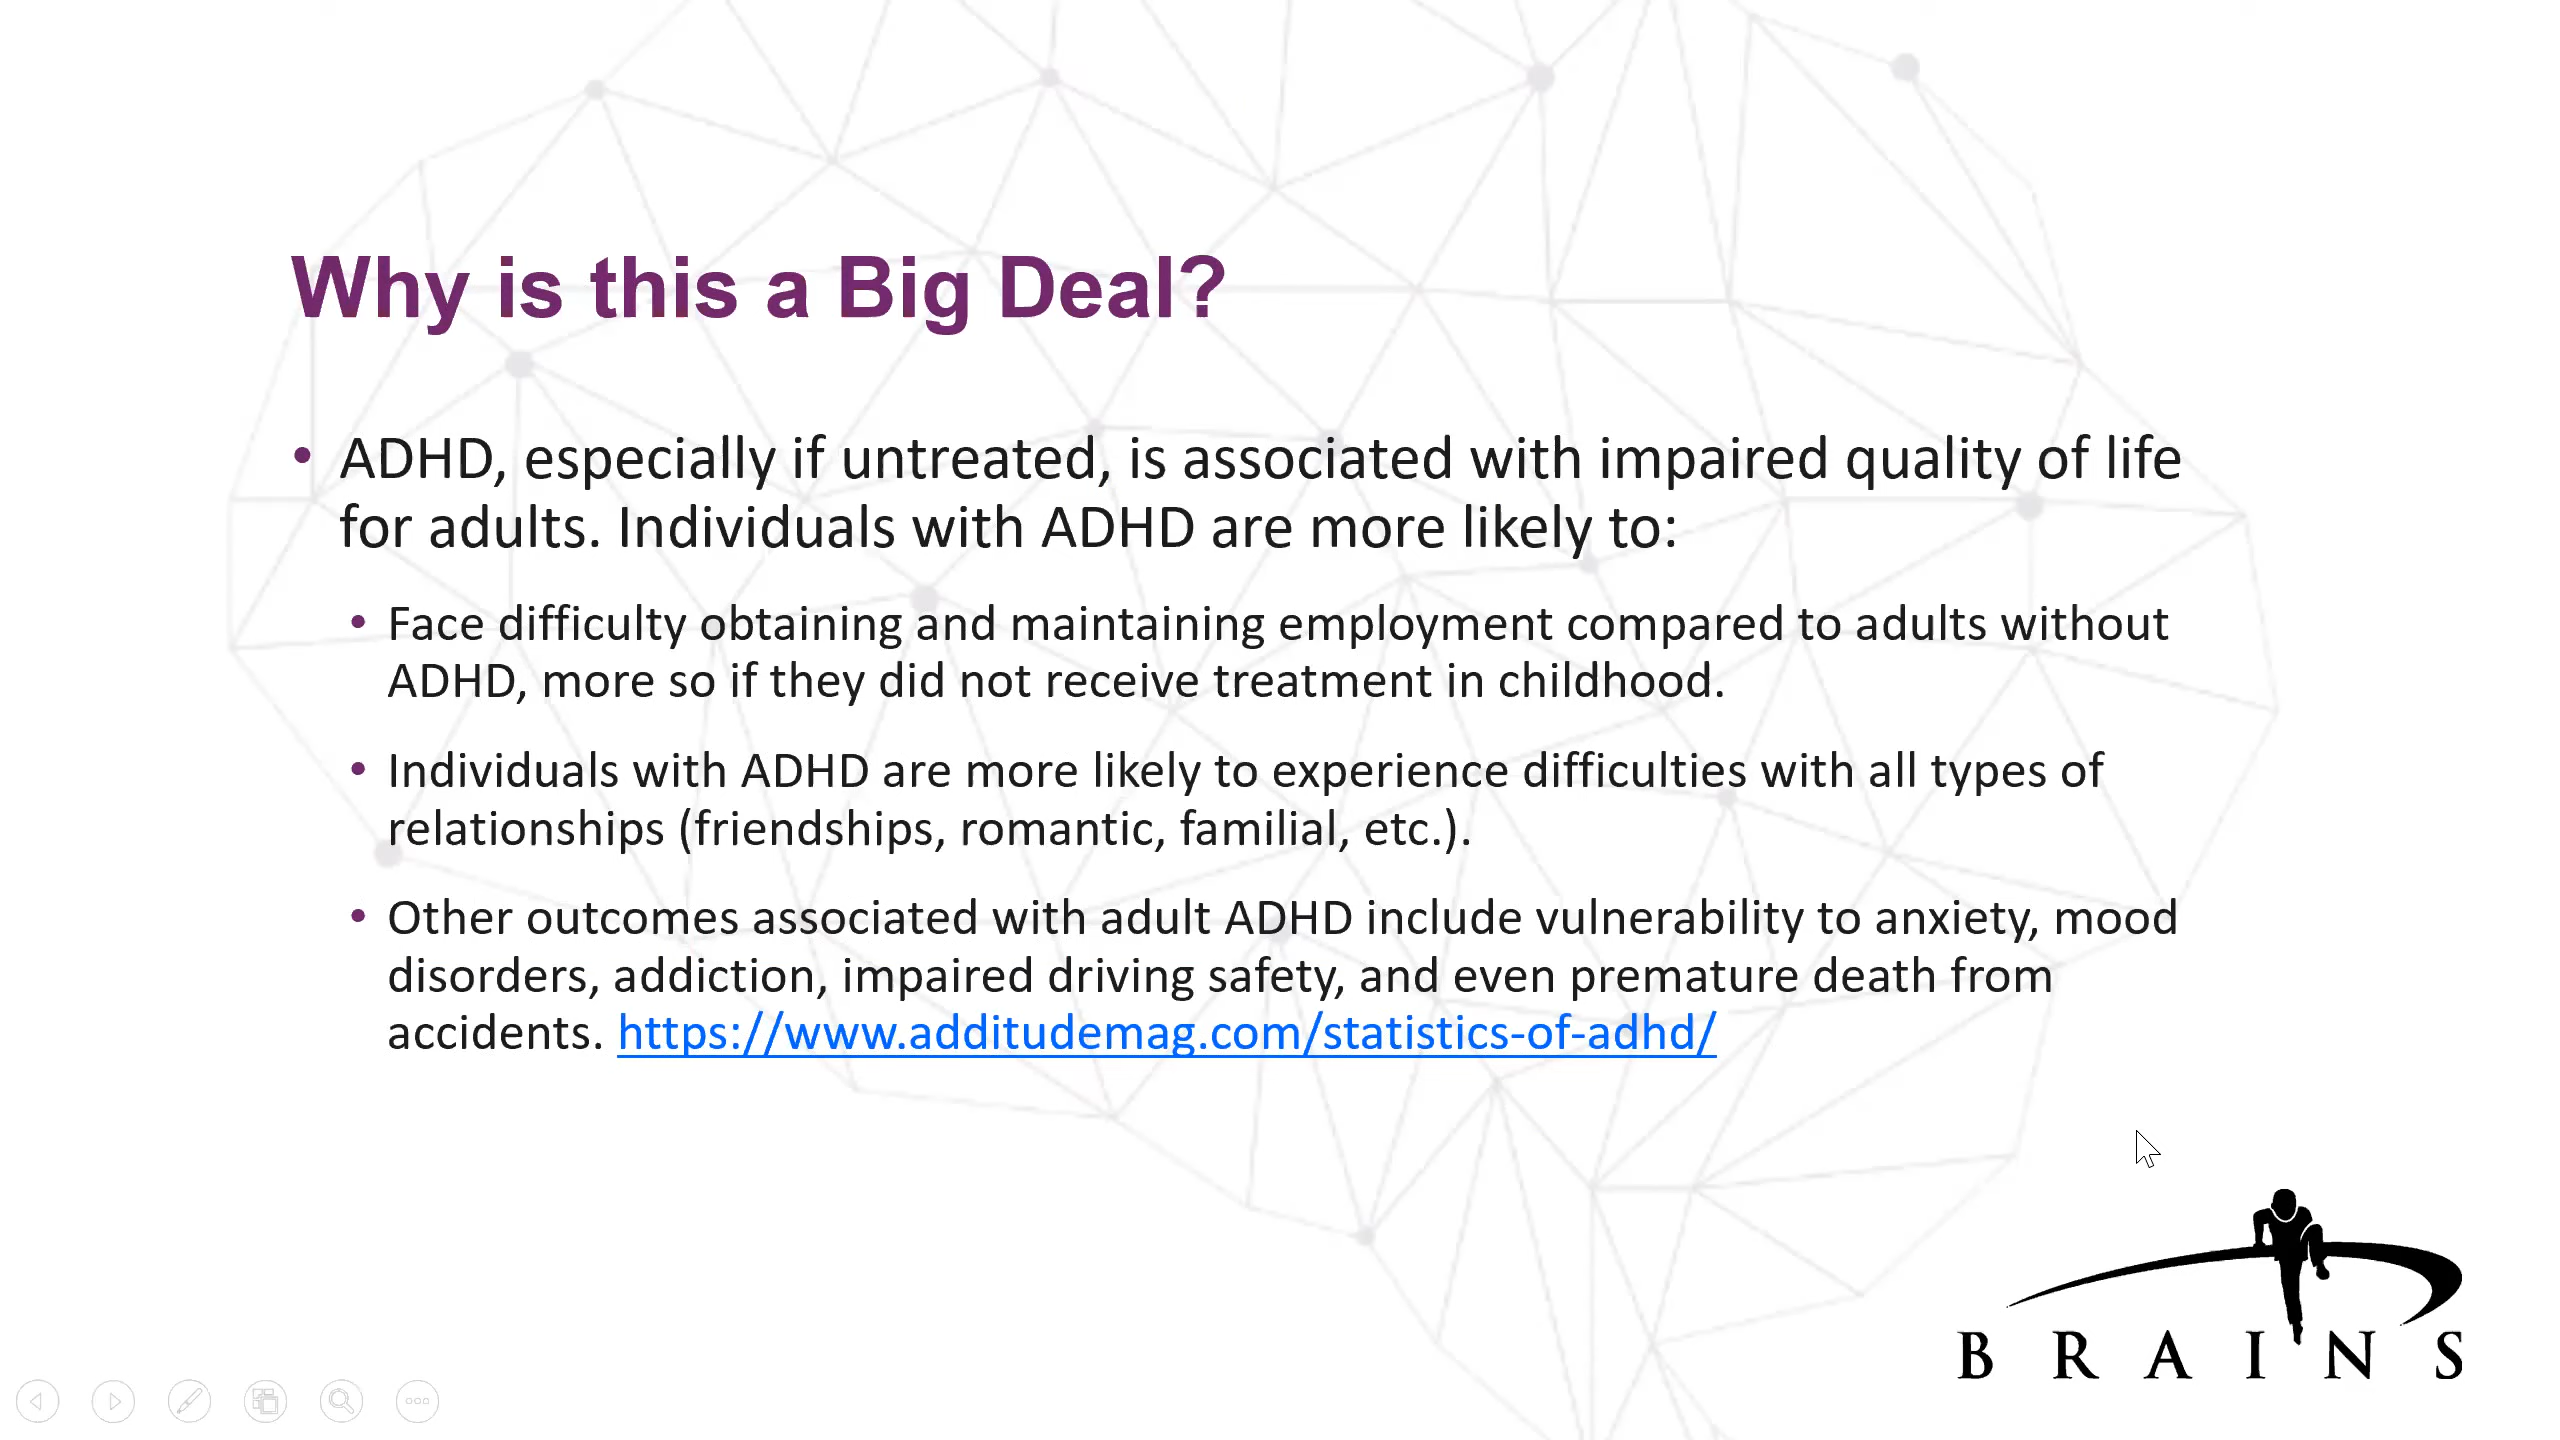 Why is this a Big Deal?
• ADHD, especially if untreated, is associated with impaired quality of life
for adults. Individuals with ADHD are more likely to:
• Face difficulty obtaining and maintaining employment compared to adults without
ADHD, more so if they did not receive treatment in childhood.
• Individuals with ADHD are more likely to experience difficulties with all types of
relationships (friendships, romantic, familial, etc.).
• Other outcomes associated with adult ADHD include vulnerability to anxiety, mood
disorders, addiction, impaired driving safety, and even premature death from
accidents. https://www.additudemag.com/statistics-of-adhd/
BRAINS